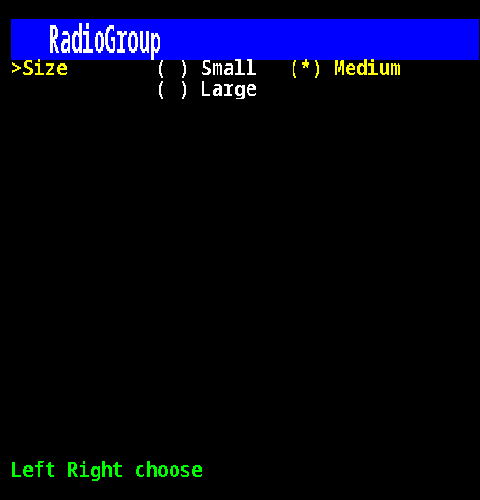 RadioGroup
>Size ( ) Small (*) Medium
( ) Large
Left Right choose